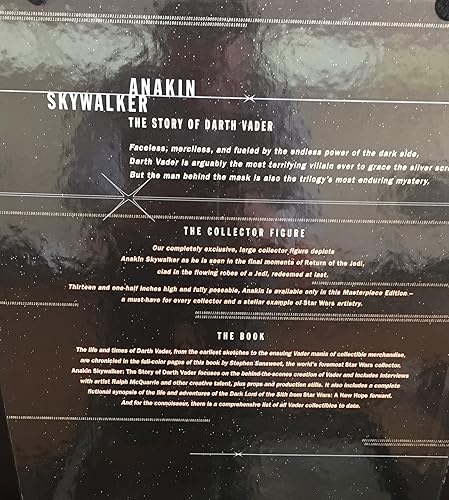 ANAKIN
SKYWALKER
THE STORY OF DARTH VADER
Faceless, merciless, and fueled by the endless power of the dark side,
Darth Vader is arguably the most terrifying villain ever to grace the silver scre
But the man behind the mask is also the trilogy's most enduring mystery.
THE COLLECTOR FIGURE
Our completely exclusive, large collector figure depicts
Anakin Skywalker as he is seen in the final moments of Return of the Jedi,
clad in the flowing robes of a Jedi, redeemed at last.
Thirteen and one-half inches high and fully poseable, Anakin is available only in this Masterpiece Edition—
a must-have for every collector and a stellar example of Star Wars artistry.
THE BOOK
The life and times of Darth Vader, from the earliest sketches to the ensuing Vader mania of collectible merchandise,
are chronicled in the full-color pages of this book by Stephen Sansweet, the world's foremost Star Wars collector.
Anakin Skywalker: The Story of Darth Vader focuses on the behind-the-scenes creation of Vader and includes interviews
with artist Ralph McQuarrie and other creative talent, plus props and production stills. It also includes a complete
fictional synopsis of the life and adventures of the Dark Lord of the Sith from Star Wars: A New Hope forward.
And for the connoisseur, there is a comprehensive list of all Vader collectibles to date.